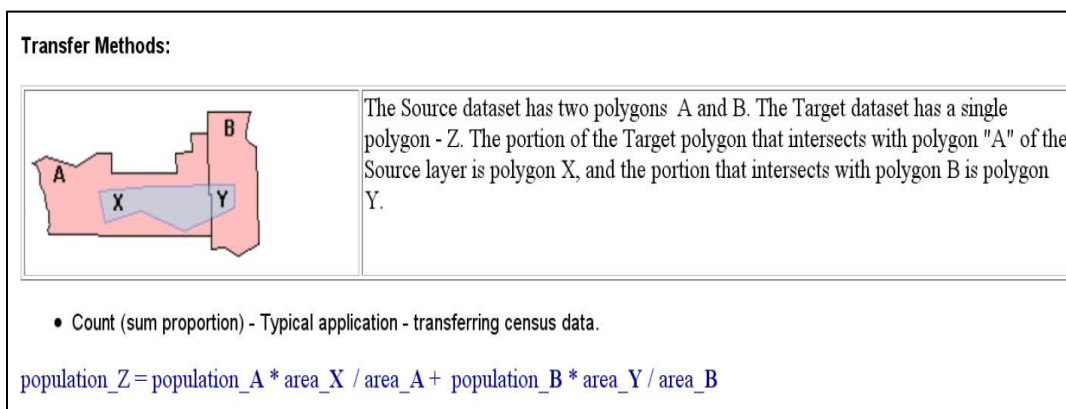 Transfer Methods:
B
A
X
Y
The Source dataset has two polygons A and B. The Target dataset has a single
polygon - Z. The portion of the Target polygon that intersects with polygon "A" of the
Source layer is polygon X, and the portion that intersects with polygon B is polygon
Y.
• Count (sum proportion) - Typical application - transferring census data.
population_Z = population_A * area_X / area_A + population_B * area_Y / area_B